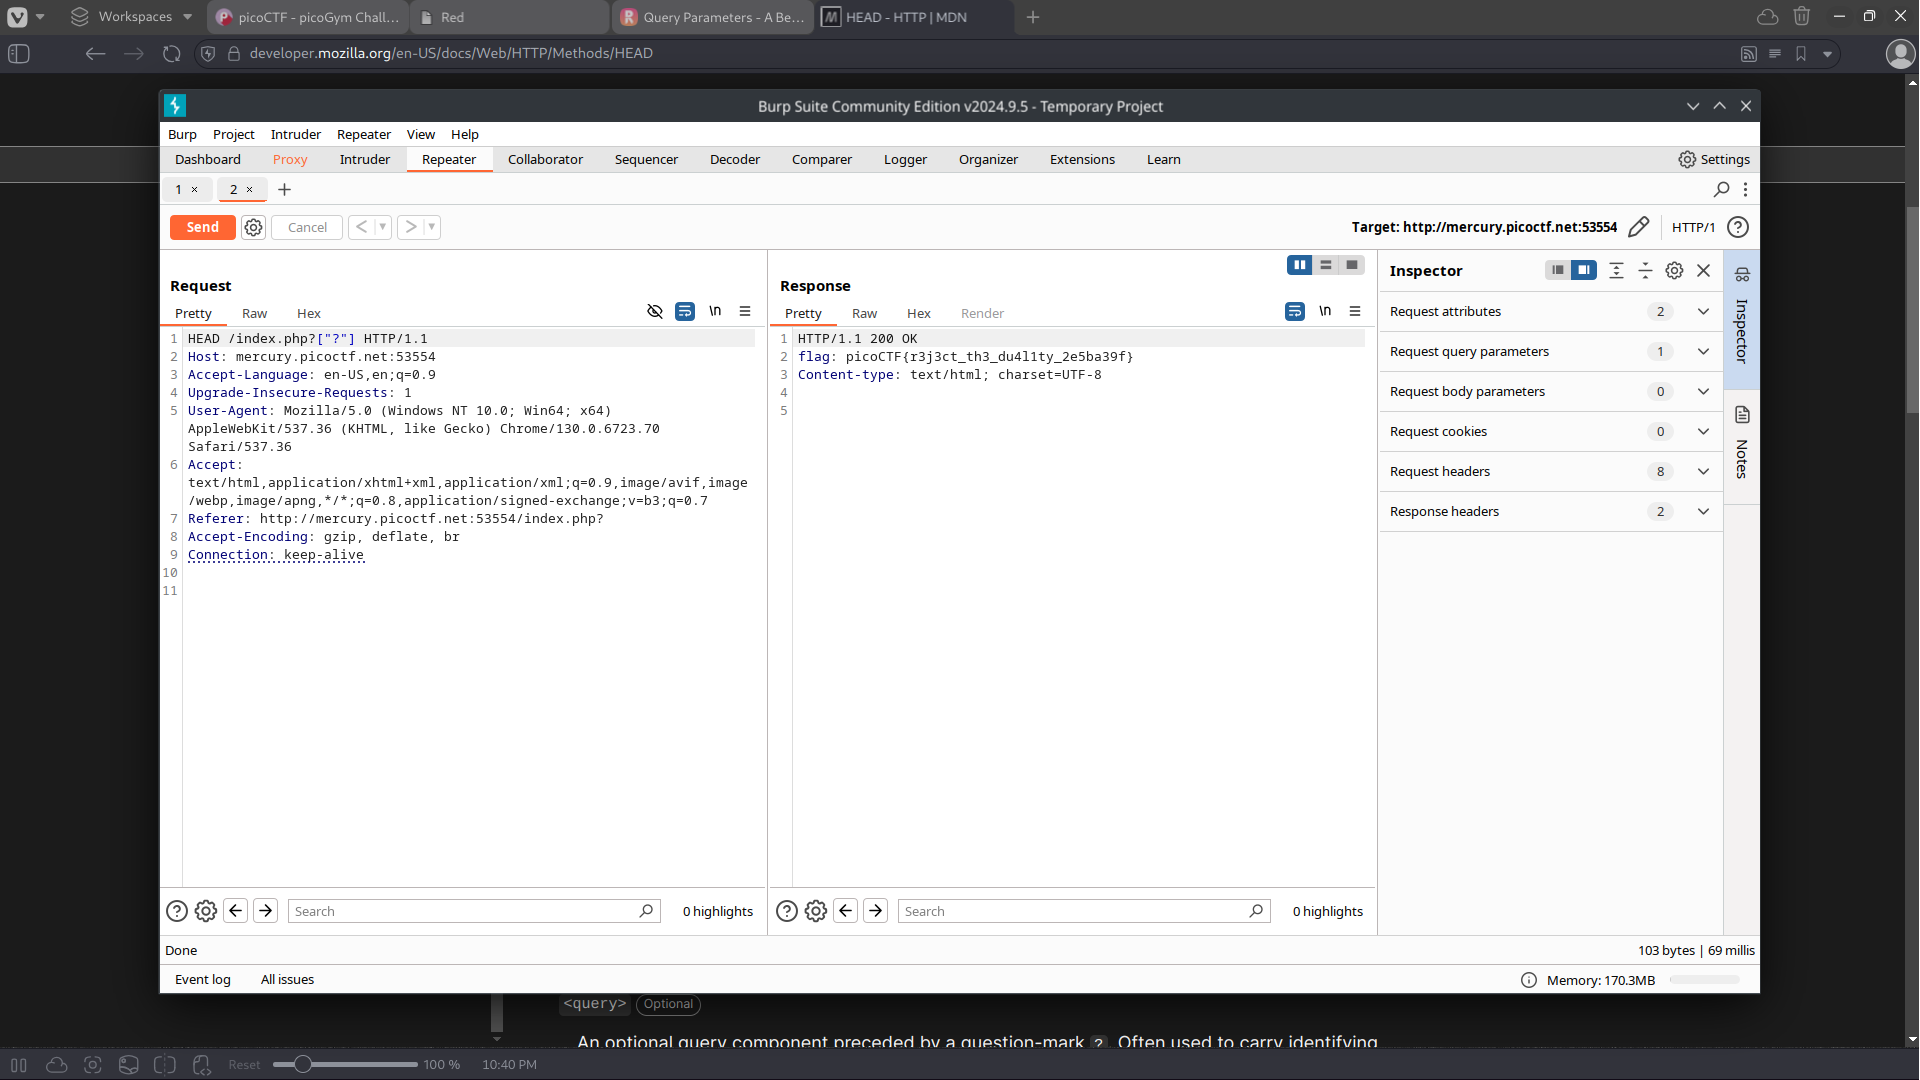 Workspaces
picoCTF - picoGym Chall...
Red
Query Parameters - A Be...
HEAD - HTTP | MDN
developer.mozilla.org/en-US/docs/Web/HTTP/Methods/HEAD
Burp Suite Community Edition v2024.9.5 - Temporary Project
Burp Project Intruder Repeater View Help
Dashboard Proxy Intruder Repeater Collaborator Sequencer Decoder Comparer Logger Organizer Extensions Learn Settings
1 × 2 × +
Send Cancel < > Target: http://mercury.picoctf.net:53554 HTTP/1 ?
Request
Pretty Raw Hex \n
1 HEAD /index.php?["?"] HTTP/1.1
2 Host: mercury.picoctf.net:53554
3 Accept-Language: en-US,en;q=0.9
4 Upgrade-Insecure-Requests: 1
5 User-Agent: Mozilla/5.0 (Windows NT 10.0; Win64; x64)
AppleWebKit/537.36 (KHTML, like Gecko) Chrome/130.0.6723.70
Safari/537.36
6 Accept:
text/html,application/xhtml+xml,application/xml;q=0.9,image/avif,image
/webp,image/apng,*/*;q=0.8,application/signed-exchange;v=b3;q=0.7
7 Referer: http://mercury.picoctf.net:53554/index.php?
8 Accept-Encoding: gzip, deflate, br
9 Connection: keep-alive
10
11
Search 0 highlights
Response
Pretty Raw Hex Render \n
1 HTTP/1.1 200 OK
2 flag: picoCTF{r3j3ct_th3_du4l1ty_2e5ba39f}
3 Content-type: text/html; charset=UTF-8
4
5
Search 0 highlights
Inspector
Request attributes 2
Request query parameters 1
Request body parameters 0
Request cookies 0
Request headers 8
Response headers 2
Inspector
Notes
Done 103 bytes | 69 millis
Event log All issues Memory: 170.3MB
<query> Optional
An optional query component preceded by a question-mark ?. Often used to carry identifying
Reset 100 % 10:40 PM